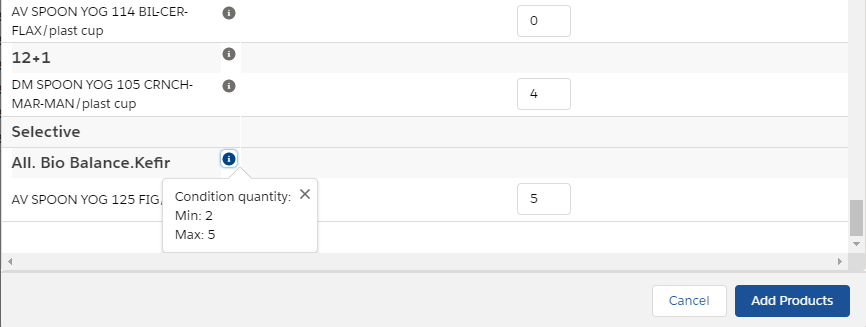 AV SPOON YOG 114 BIL-CER-
FLAX/plast cup
0
12+1
DM SPOON YOG 105 CRNCH-
MAR-MAN/plast cup
4
Selective
All. Bio Balance.Kefir
AV SPOON YOG 125 FIG
5
Condition quantity:
Min: 2
Max: 5
Cancel
Add Products